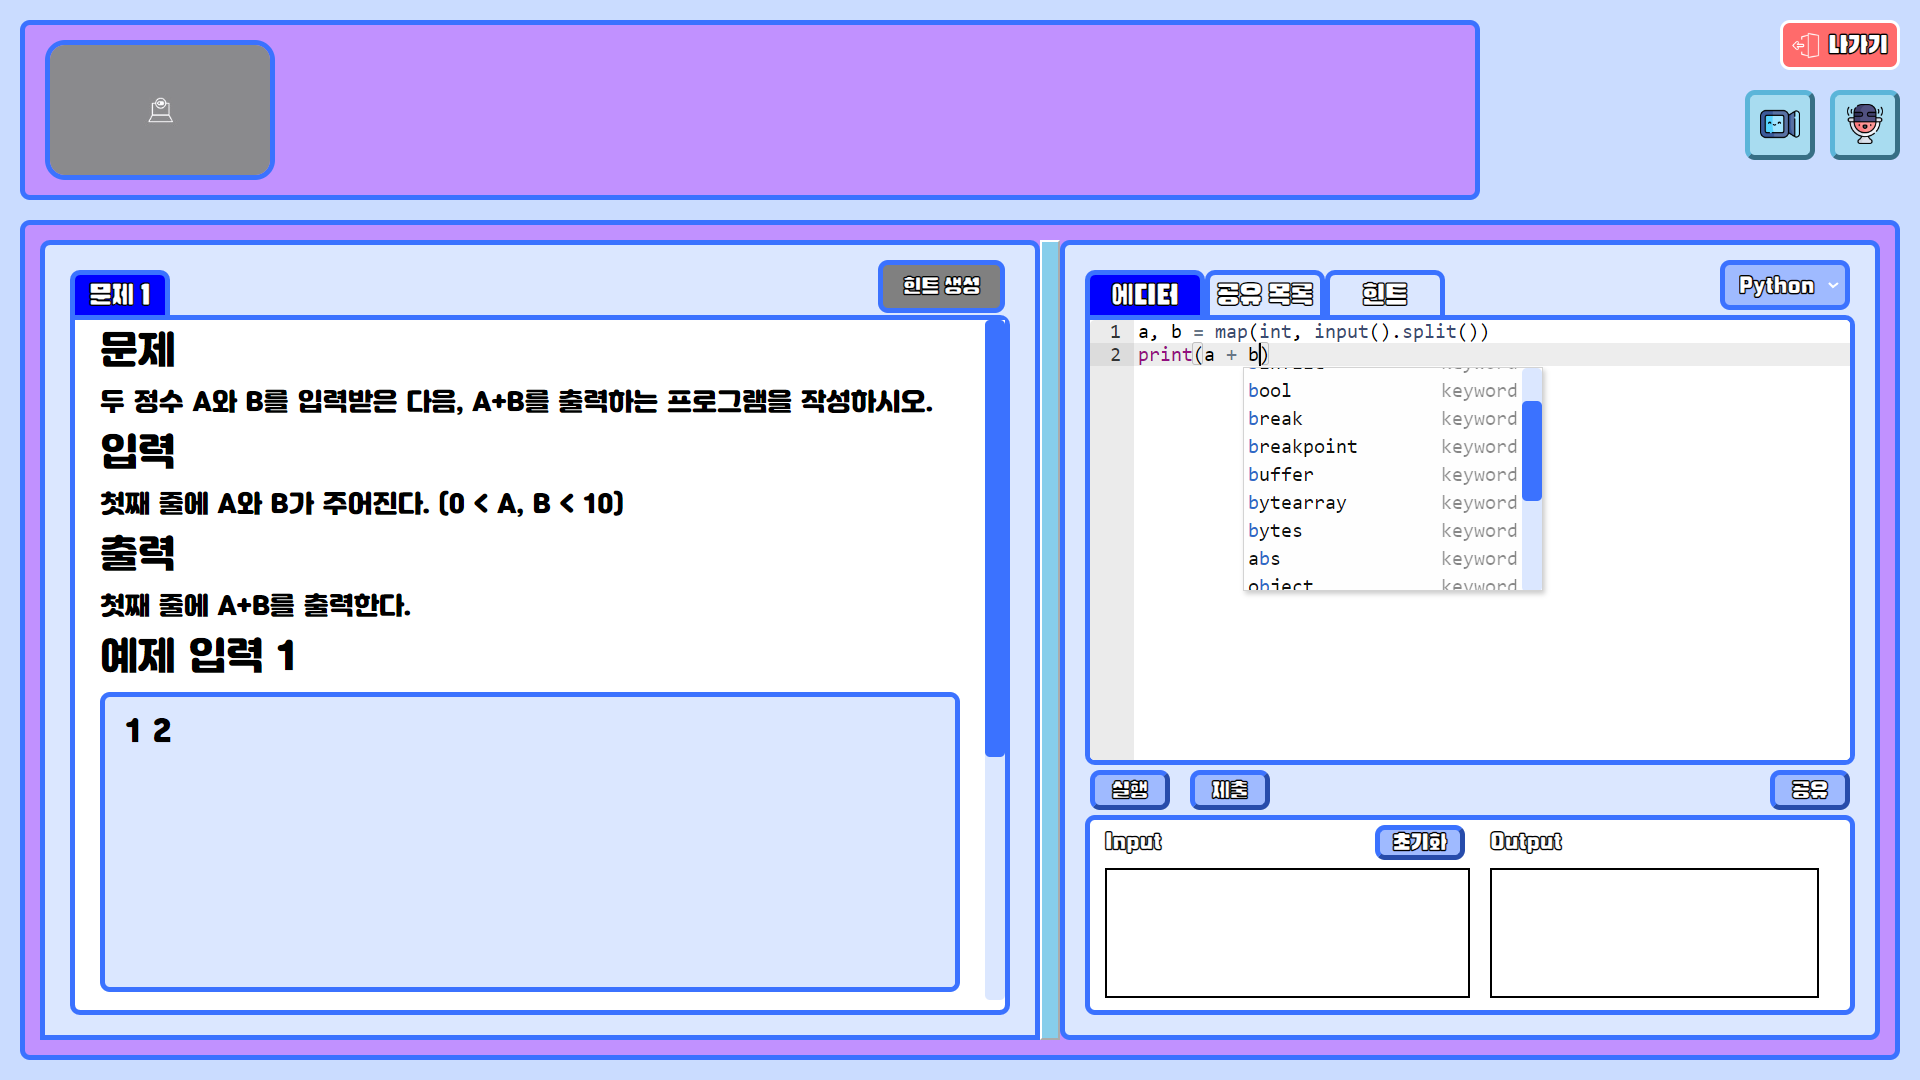 나가기
문제 1
힌트 생성
문제
두 정수 A와 B를 입력받은 다음, A+B를 출력하는 프로그램을 작성하시오.
입력
첫째 줄에 A와 B가 주어진다. (0 < A, B < 10)
출력
첫째 줄에 A+B를 출력한다.
예제 입력 1
1 2
에디터
공유 목록
힌트
Python
1 a, b = map(int, input().split())
2 print(a + b)
bool keyword
break keyword
breakpoint keyword
buffer keyword
bytearray keyword
bytes keyword
abs keyword
object keyword
실행
제출
공유
Input
초기화
Output